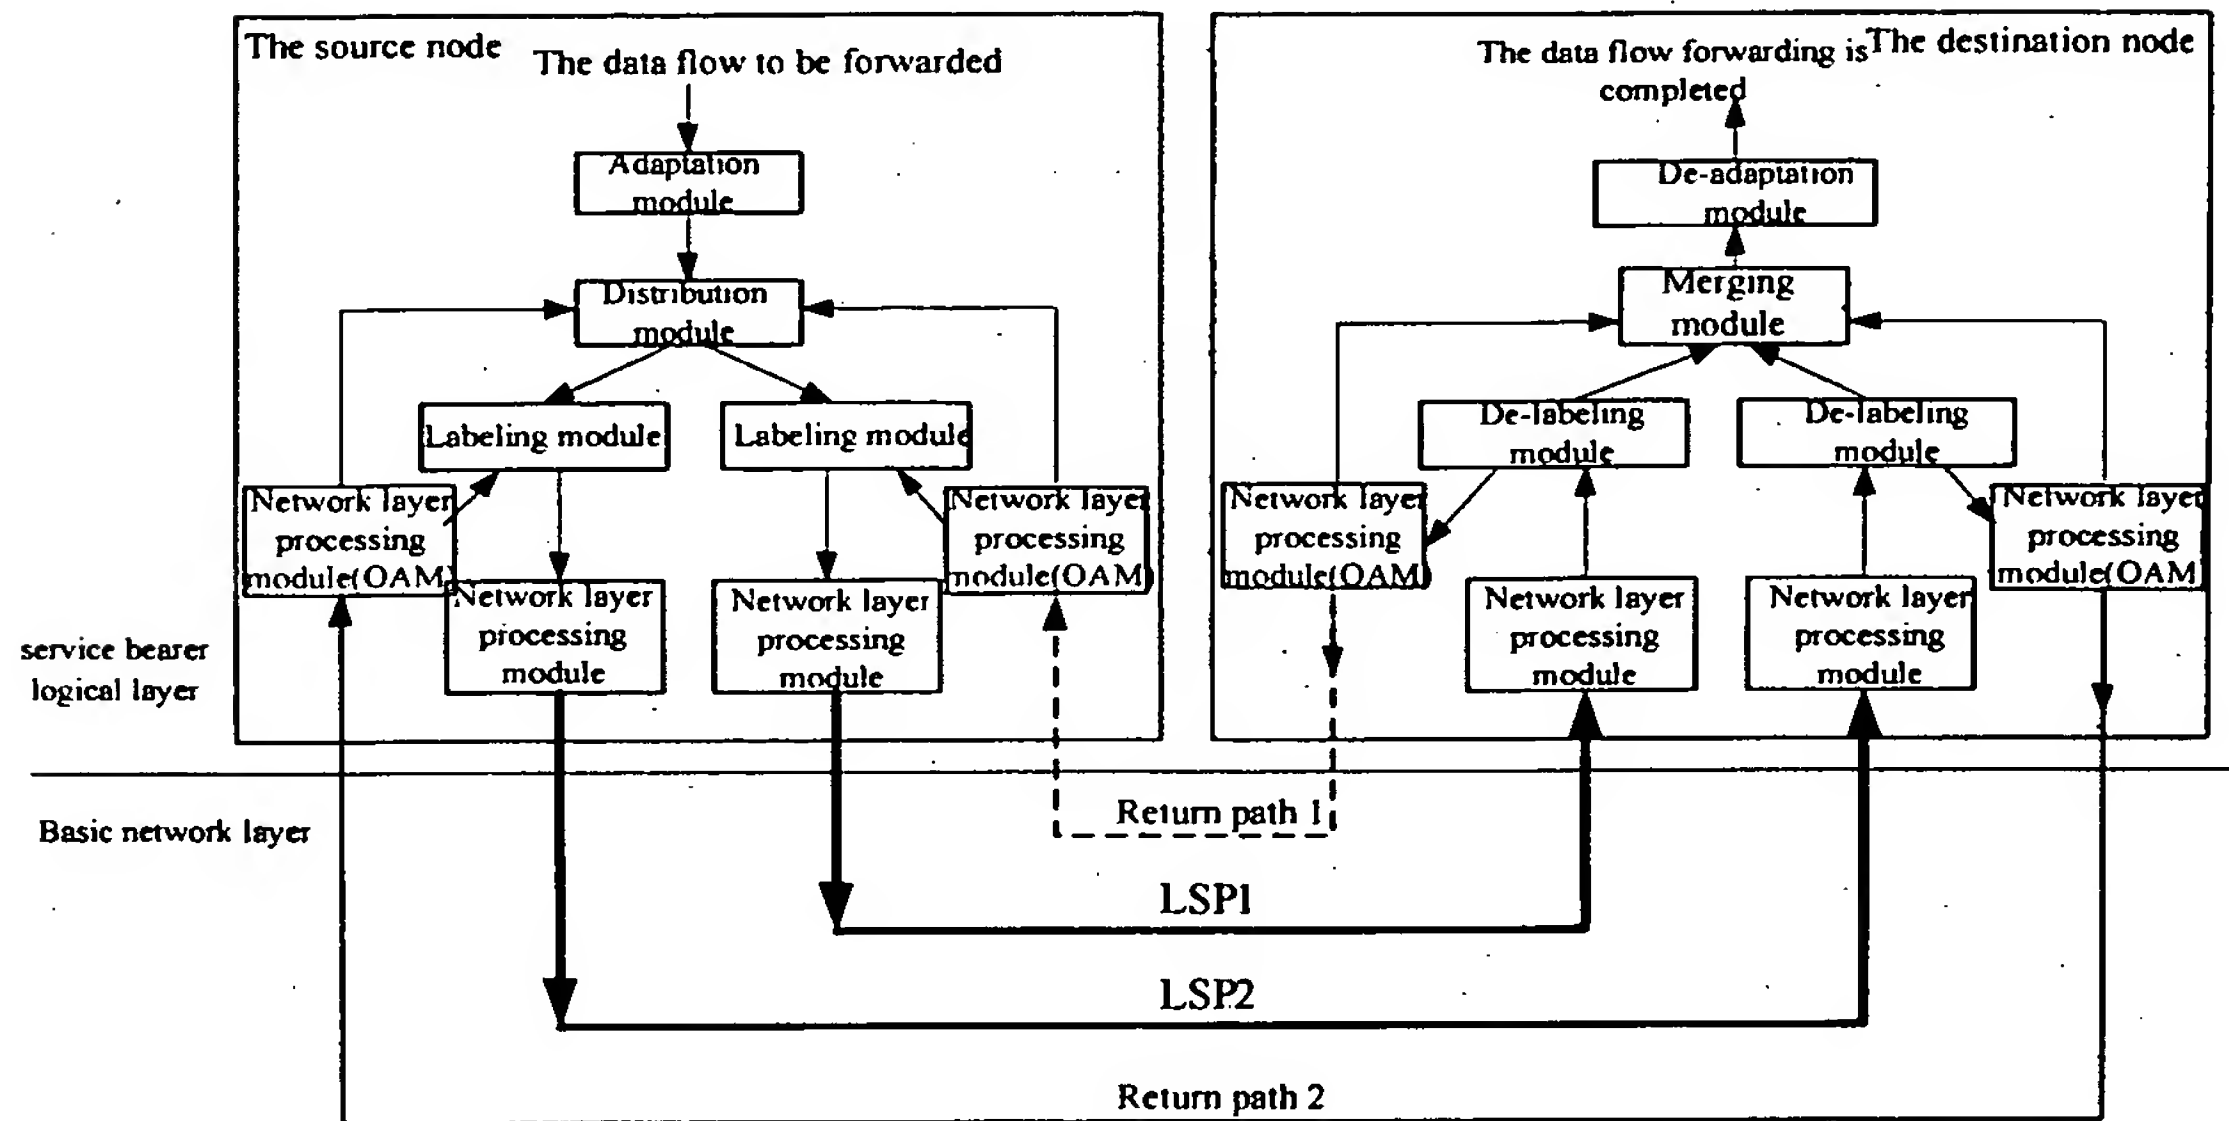 The source node
The data flow to be forwarded
Adaptation
module
Distribution
module
Labeling module
Labeling module
Network layer
processing
module(OAM)
Network layer
processing
module(OAM)
Network layer
processing
module
Network layer
processing
module
The data flow forwarding is
completed
The destination node
De-adaptation
module
Merging
module
De-labeling
module
De-labeling
module
Network layer
processing
module(OAM)
Network layer
processing
module(OAM)
Network layer
processing
module
Network layer
processing
module
service bearer
logical layer
Basic network layer
Return path 1
LSP1
LSP2
Return path 2